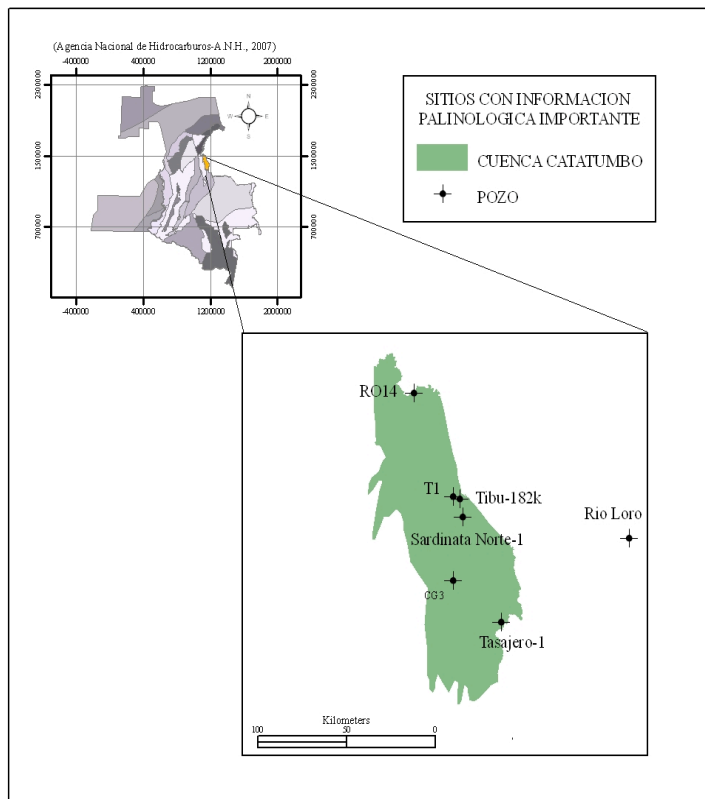 (Agencia Nacional de Hidrocarburos-A.N.H., 2007)
-400000 400000 1200000 2000000
2300000 2300000
N
W E
S
1500000 1500000
700000 700000
-400000 400000 1200000 2000000
SITIOS CON INFORMACION
PALINOLOGICA IMPORTANTE
CUENCA CATATUMBO
POZO
RO14
T1
Tibu-182k
Rio Loro
Sardinata Norte-1
CG3
Tasajero-1
Kilometers
100 50 0